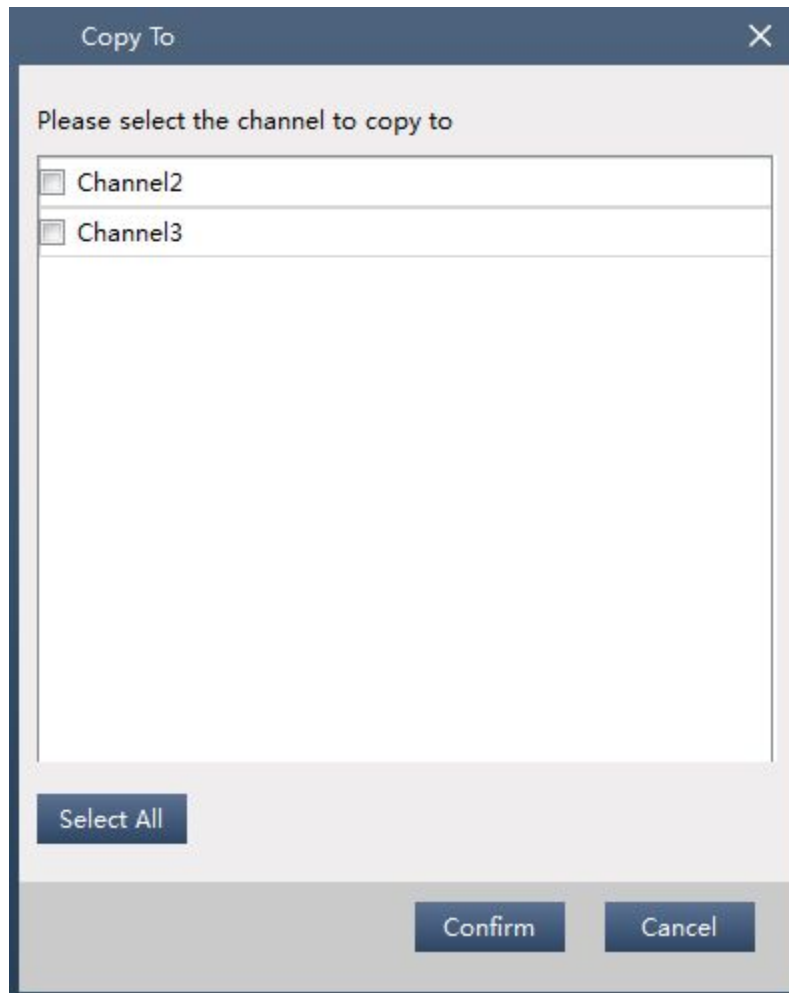 Copy To
Please select the channel to copy to
Channel2
Channel3
Select All
Confirm Cancel